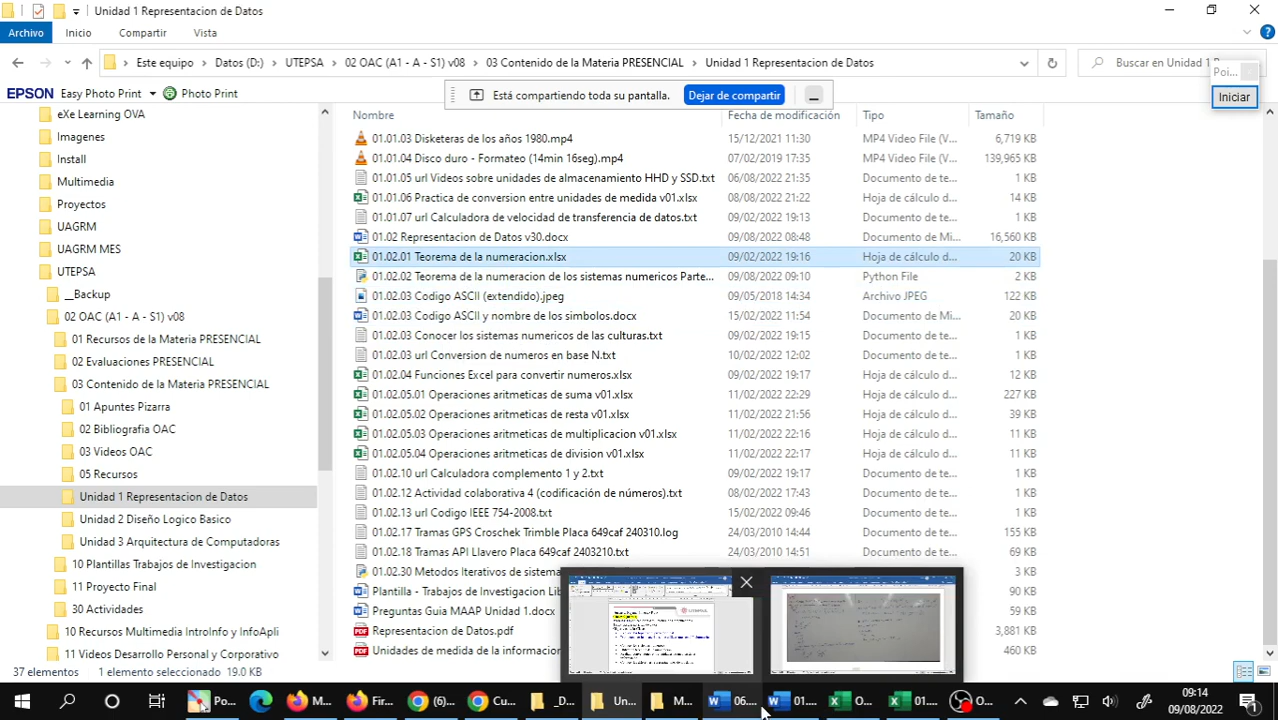 Unidad 1 Representacion de Datos
Archivo Inicio Compartir Vista
Este equipo Datos (D:) UTEPSA 02 OAC (A1 - A - S1) v08 03 Contenido de la Materia PRESENCIAL Unidad 1 Representacion de Datos
Buscar en Unidad 1
Poi...
Iniciar
EPSON Easy Photo Print Photo Print
Está compartiendo toda su pantalla. Dejar de compartir
eXe Learning OVA
Imagenes
Install
Multimedia
Proyectos
UAGRM
UAGRM MES
UTEPSA
__Backup
02 OAC (A1 - A - S1) v08
01 Recursos de la Materia PRESENCIAL
02 Evaluaciones PRESENCIAL
03 Contenido de la Materia PRESENCIAL
01 Apuntes Pizarra
02 Bibliografia OAC
03 Videos OAC
05 Recursos
Unidad 1 Representacion de Datos
Unidad 2 Diseño Logico Basico
Unidad 3 Arquitectura de Computadoras
10 Plantillas Trabajos de Investigacion
11 Proyecto Final
30 Actividades
10 Recursos Multimedia IntroInfo y InfoApli
11 Videos Desarrollo Personal y Corporativo
Nombre Fecha de modificación Tipo Tamaño
01.01.03 Disketeras de los años 1980.mp4 15/12/2021 11:30 MP4 Video File (V... 6,719 KB
01.01.04 Disco duro - Formateo (14min 16seg).mp4 07/02/2019 17:35 MP4 Video File (V... 139,965 KB
01.01.05 url Videos sobre unidades de almacenamiento HHD y SSD.txt 06/08/2022 21:35 Documento de te... 1 KB
01.01.06 Practica de conversion entre unidades de medida v01.xlsx 08/08/2022 21:22 Hoja de cálculo d... 14 KB
01.01.07 url Calculadora de velocidad de transferencia de datos.txt 09/02/2022 19:13 Documento de te... 1 KB
01.02 Representacion de Datos v30.docx 09/08/2022 08:48 Documento de Mi... 16,560 KB
01.02.01 Teorema de la numeracion.xlsx 09/02/2022 19:16 Hoja de cálculo d... 20 KB
01.02.02 Teorema de la numeracion de los sistemas numericos Parte... 09/08/2022 09:10 Python File 2 KB
01.02.03 Codigo ASCII (extendido).jpeg 09/05/2018 14:34 Archivo JPEG 122 KB
01.02.03 Codigo ASCII y nombre de los simbolos.docx 15/02/2022 11:54 Documento de Mi... 20 KB
01.02.03 Conocer los sistemas numericos de las culturas.txt 09/02/2022 19:15 Documento de te... 1 KB
01.02.03 url Conversion de numeros en base N.txt 10/02/2022 12:02 Documento de te... 1 KB
01.02.04 Funciones Excel para convertir numeros.xlsx 09/02/2022 19:17 Hoja de cálculo d... 12 KB
01.02.05.01 Operaciones aritmeticas de suma v01.xlsx 11/02/2022 22:29 Hoja de cálculo d... 227 KB
01.02.05.02 Operaciones aritmeticas de resta v01.xlsx 11/02/2022 21:56 Hoja de cálculo d... 39 KB
01.02.05.03 Operaciones aritmeticas de multiplicacion v01.xlsx 11/02/2022 22:16 Hoja de cálculo d... 11 KB
01.02.05.04 Operaciones aritmeticas de division v01.xlsx 11/02/2022 22:17 Hoja de cálculo d... 11 KB
01.02.10 url Calculadora complemento 1 y 2.txt 09/02/2022 19:17 Documento de te... 1 KB
01.02.12 Actividad colaborativa 4 (codificación de números).txt 08/02/2022 17:43 Documento de te... 1 KB
01.02.13 url Codigo IEEE 754-2008.txt 15/02/2022 09:46 Documento de te... 1 KB
01.02.17 Tramas GPS Croschek Trimble Placa 649caf 240310.log 24/03/2010 14:44 Documento de te... 155 KB
01.02.18 Tramas API Llavero Placa 649caf 2403210.txt 24/03/2010 14:51 Documento de te... 69 KB
01.02.30 Metodos Iterativos de sistema 3 KB
Plantilla - Trabajos de Investigacion Lib 90 KB
Preguntas Guia MAAP Unidad 1.docx 59 KB
Representacion de Datos.pdf 3,881 KB
Unidades de medida de la informacion 460 KB
37 elementos 1 elemento seleccionado 19.0 KB
Po... M... Fir... (6)... Cu... D... Un... M... 06.... 01.... O... 01.... O...
09:14
09/08/2022
1